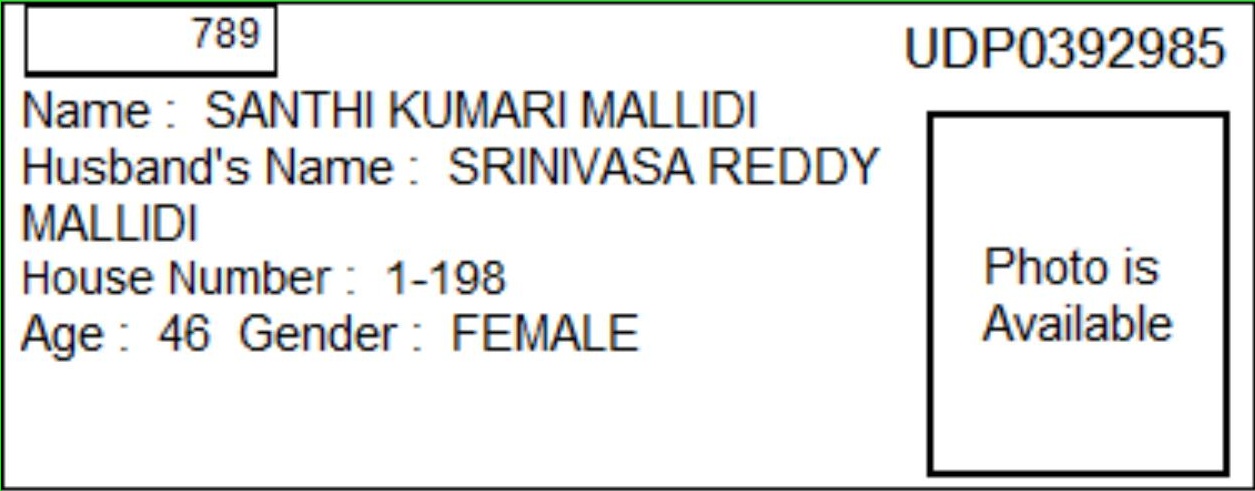 789
UDP0392985
Name : SANTHI KUMARI MALLIDI
Husband's Name : SRINIVASA REDDY
MALLIDI
House Number : 1-198
Age : 46 Gender : FEMALE
Photo is
Available